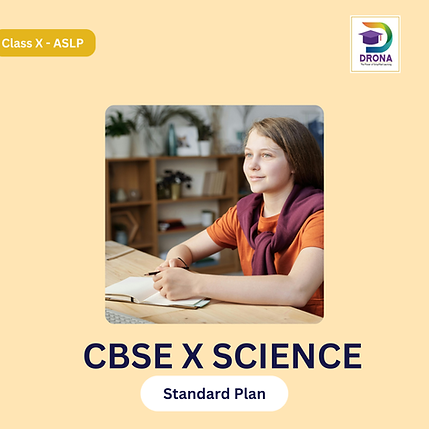 Class X - ASLP
DRONA
CBSE X SCIENCE
Standard Plan